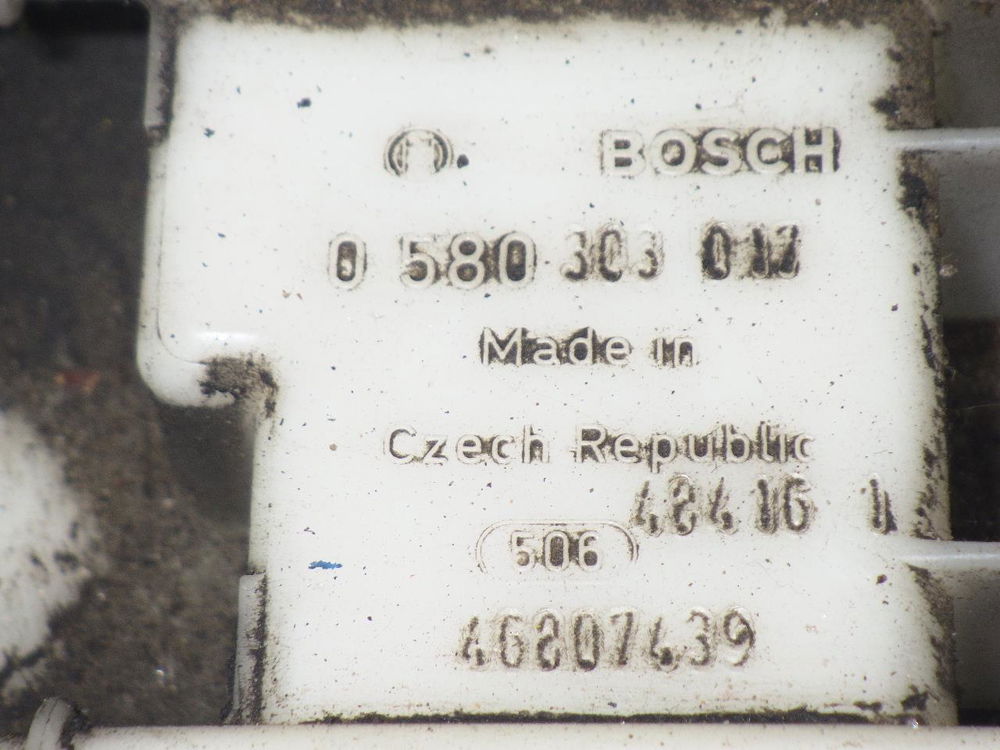 BOSCH
0 580 303 017
Made in
Czech Republic
48416 1
506
46807439